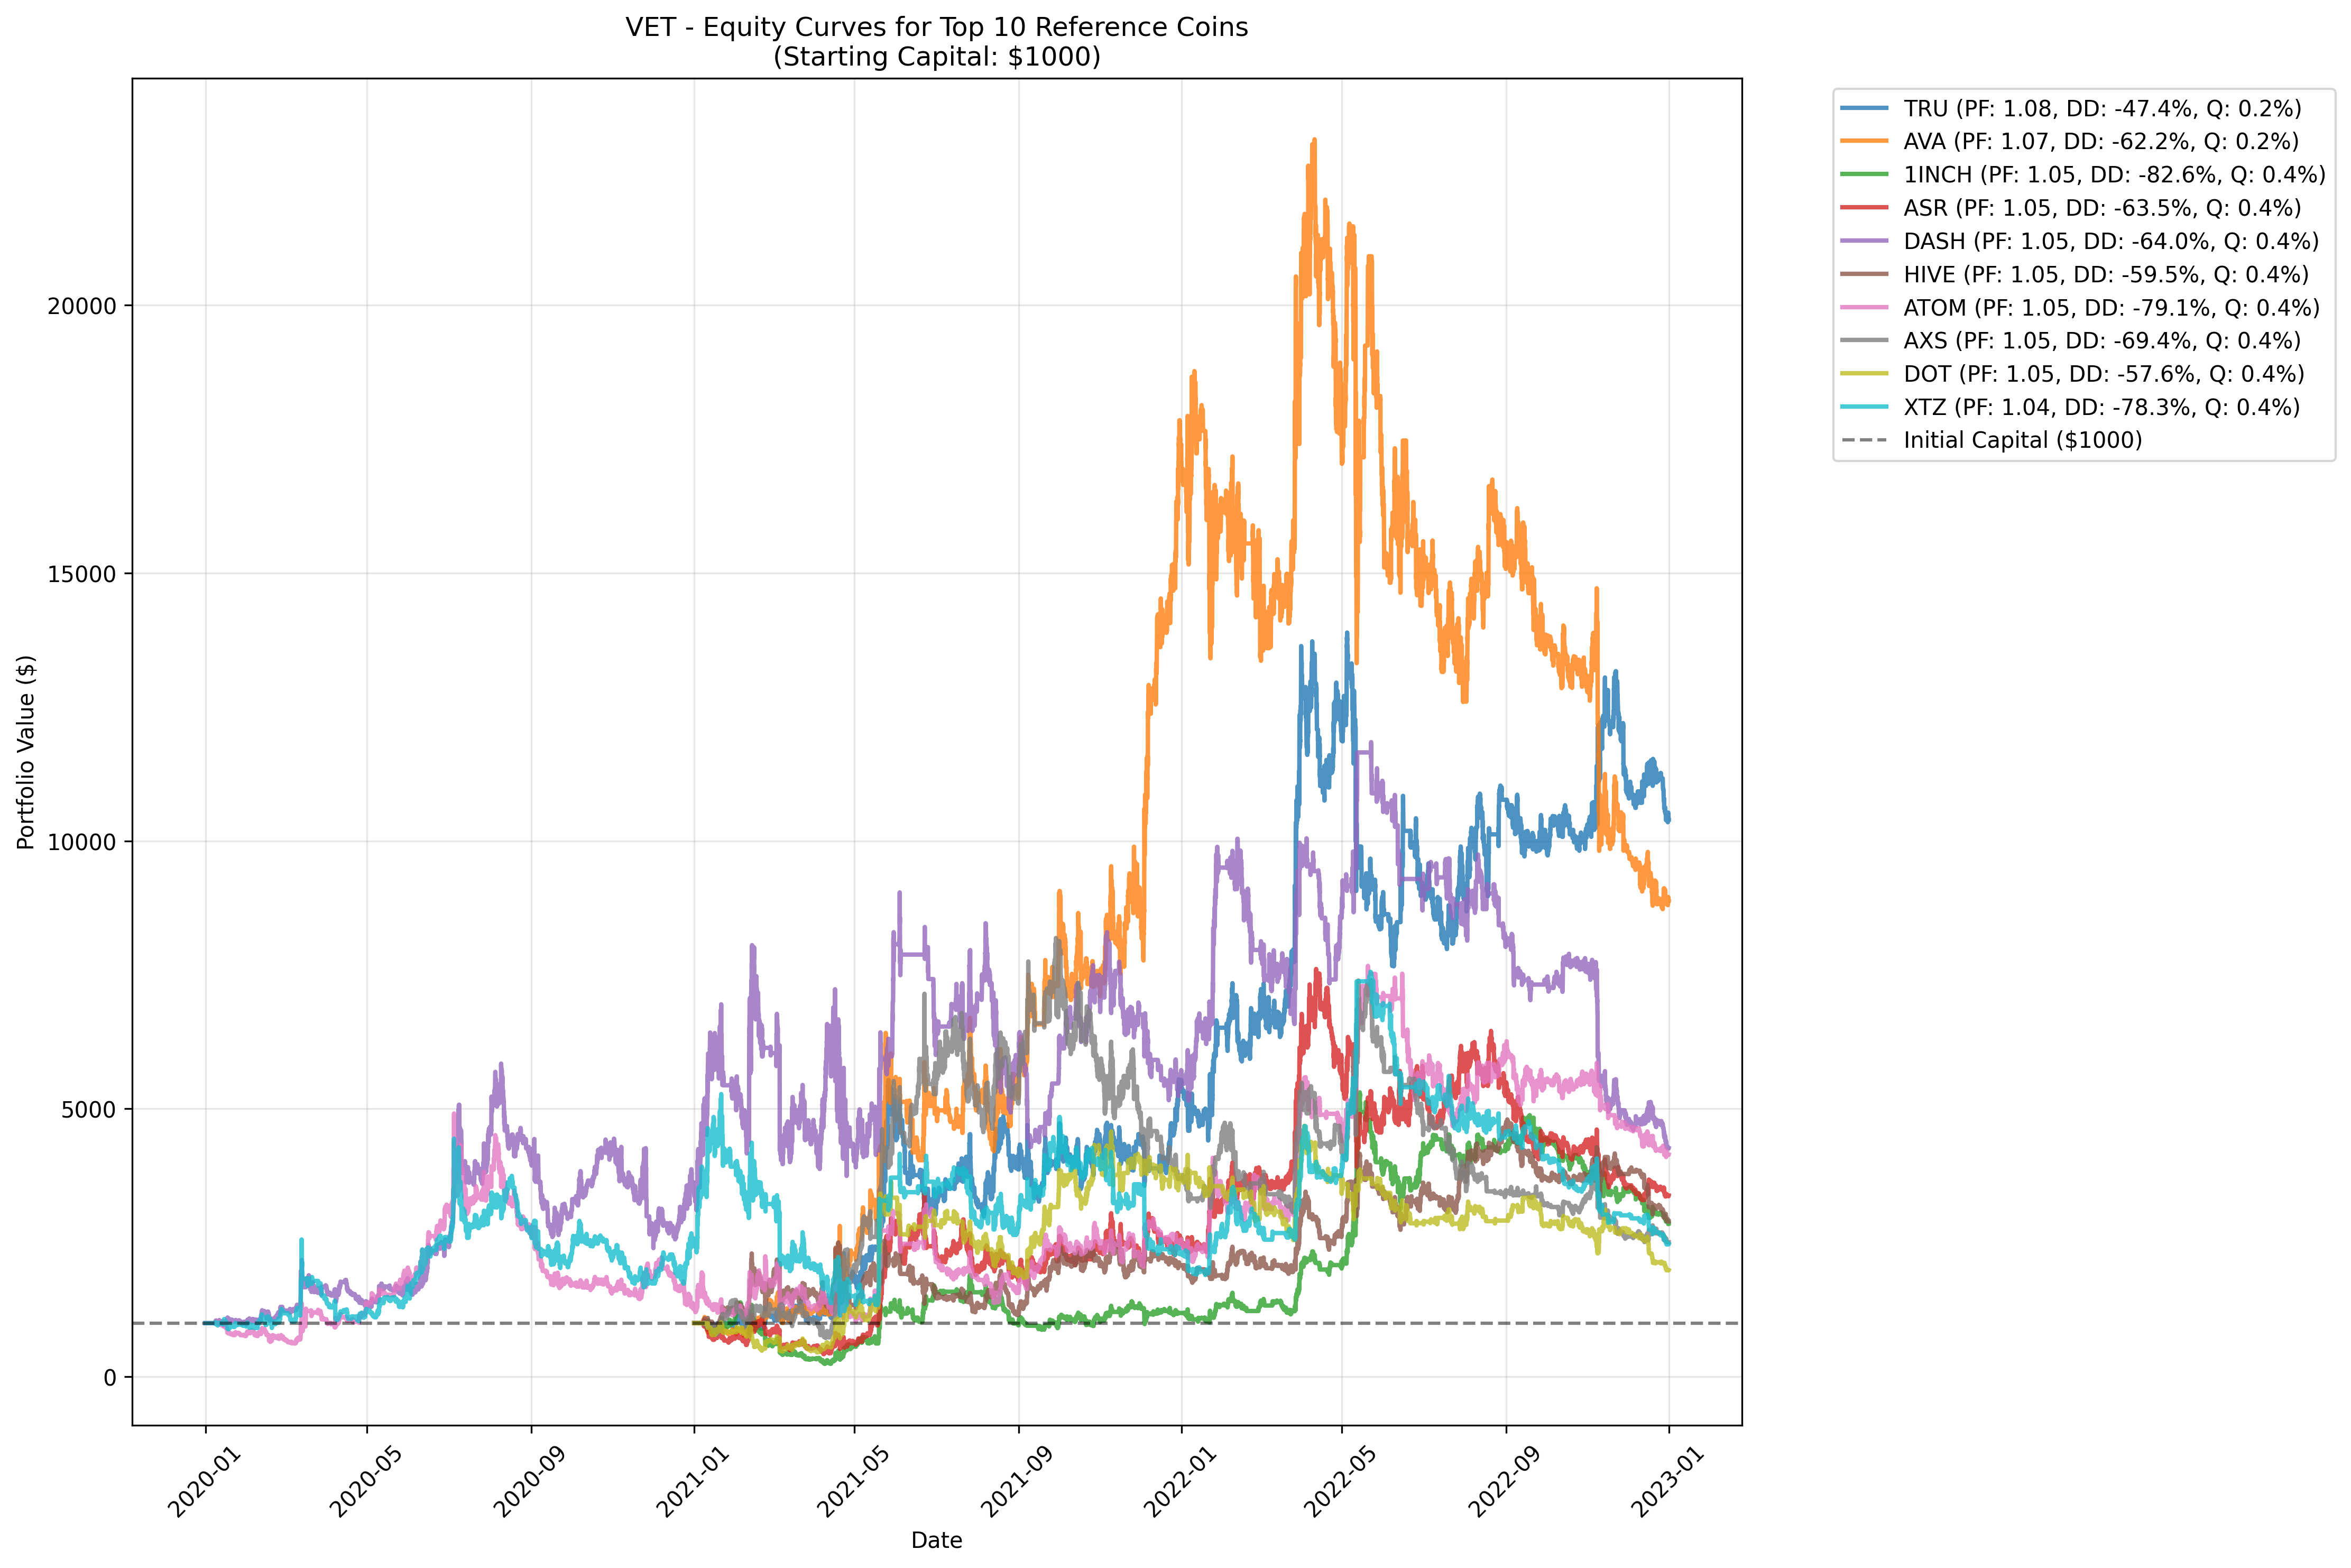 VET - Equity Curves for Top 10 Reference Coins
(Starting Capital: $1000)
TRU (PF: 1.08, DD: -47.4%, Q: 0.2%)
AVA (PF: 1.07, DD: -62.2%, Q: 0.2%)
1INCH (PF: 1.05, DD: -82.6%, Q: 0.4%)
ASR (PF: 1.05, DD: -63.5%, Q: 0.4%)
DASH (PF: 1.05, DD: -64.0%, Q: 0.4%)
HIVE (PF: 1.05, DD: -59.5%, Q: 0.4%)
ATOM (PF: 1.05, DD: -79.1%, Q: 0.4%)
AXS (PF: 1.05, DD: -69.4%, Q: 0.4%)
DOT (PF: 1.05, DD: -57.6%, Q: 0.4%)
XTZ (PF: 1.04, DD: -78.3%, Q: 0.4%)
Initial Capital ($1000)
Portfolio Value ($)
20000
15000
10000
5000
0
2020-01
2020-05
2020-09
2021-01
2021-05
2021-09
2022-01
2022-05
2022-09
2023-01
Date